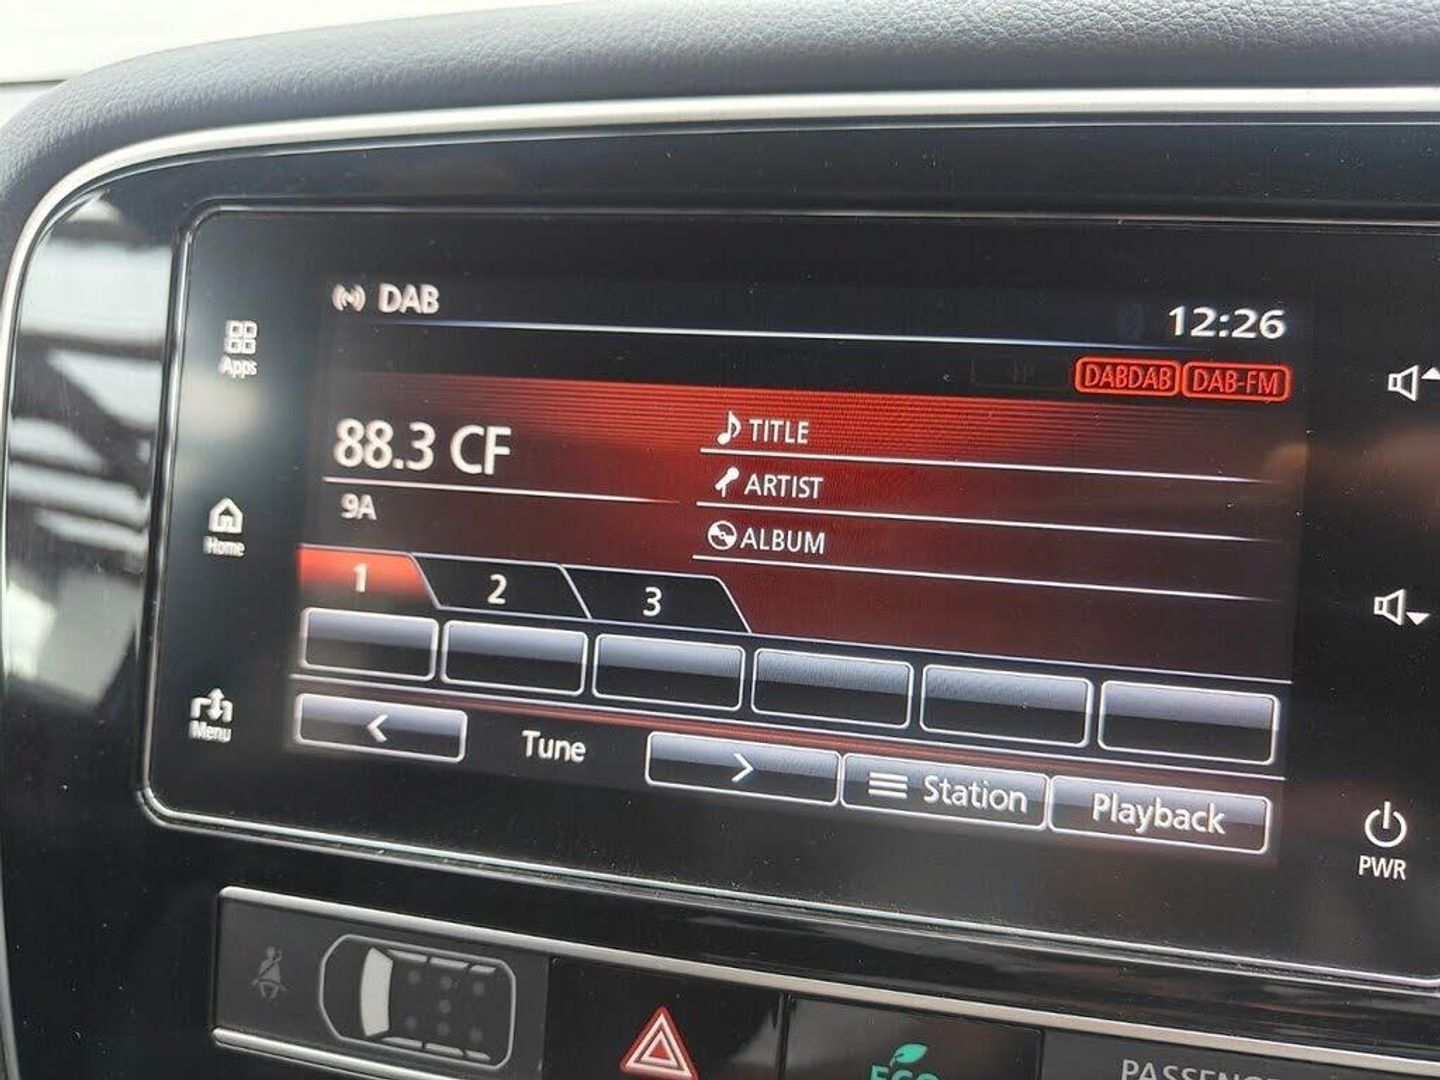 DAB
12:26
Apps
DABDAB DAB-FM
88.3 CF
TITLE
ARTIST
9A
ALBUM
Home
1 2 3
Menu
< Tune > Station Playback
PWR
ECO